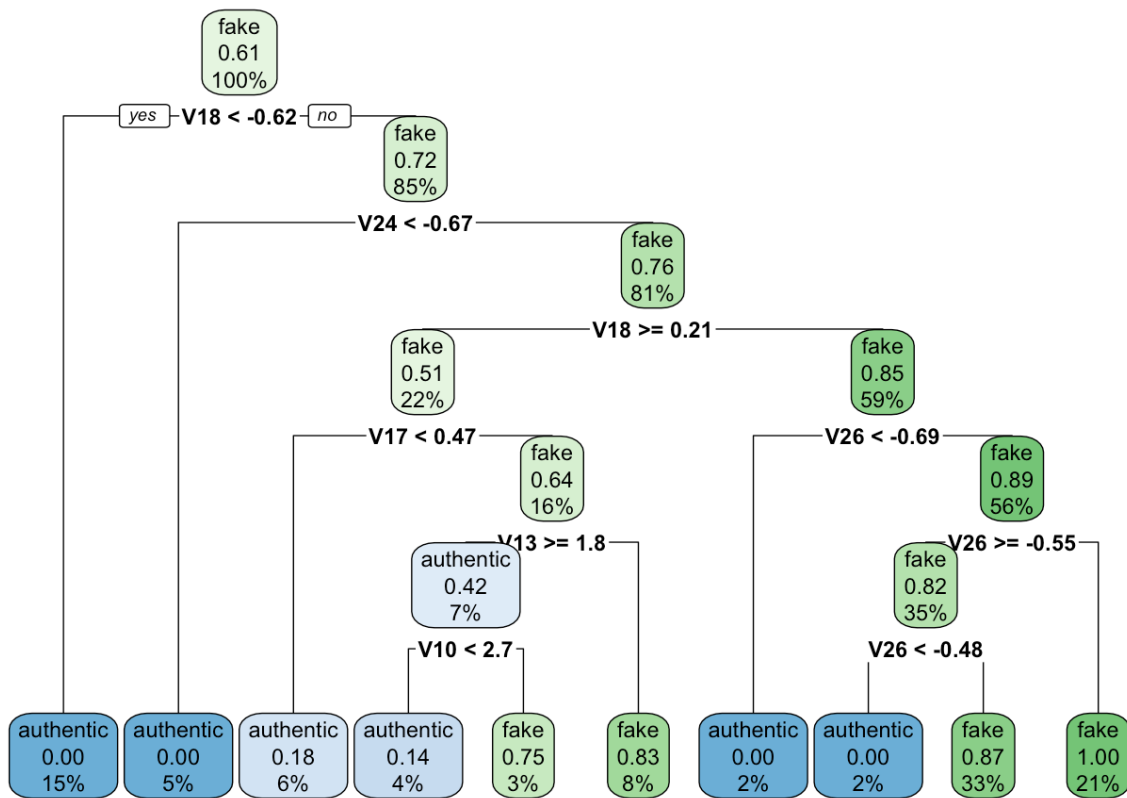 fake
0.61
100%
yes V18 < -0.62 no
fake
0.72
85%
V24 < -0.67
fake
0.76
81%
V18 >= 0.21
fake
0.51
22%
fake
0.85
59%
V17 < 0.47
V26 < -0.69
fake
0.64
16%
fake
0.89
56%
V13 >= 1.8
V26 >= -0.55
authentic
0.42
7%
fake
0.82
35%
V10 < 2.7
V26 < -0.48
authentic
0.00
15%
authentic
0.00
5%
authentic
0.18
6%
authentic
0.14
4%
fake
0.75
3%
fake
0.83
8%
authentic
0.00
2%
authentic
0.00
2%
fake
0.87
33%
fake
1.00
21%